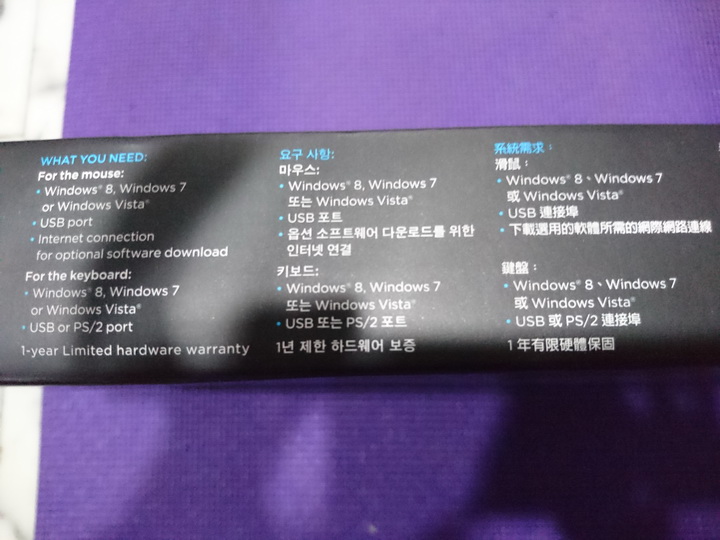 WHAT YOU NEED:
For the mouse:
• Windows® 8, Windows 7
or Windows Vista®
• USB port
• Internet connection
for optional software download
For the keyboard:
• Windows® 8, Windows 7
or Windows Vista®
• USB or PS/2 port
1-year Limited hardware warranty
요구 사항:
마우스:
• Windows® 8, Windows 7
또는 Windows Vista®
• USB 포트
• 옵션 소프트웨어 다운로드를 위한
인터넷 연결
키보드:
• Windows® 8, Windows 7
또는 Windows Vista®
• USB 또는 PS/2 포트
1년 제한 하드웨어 보증
系統需求：
滑鼠：
• Windows® 8、Windows 7
或 Windows Vista®
• USB 連接埠
• 下載選用的軟體所需的網際網路連線
鍵盤：
• Windows® 8、Windows 7
或 Windows Vista®
• USB 或 PS/2 連接埠
1 年有限硬體保固